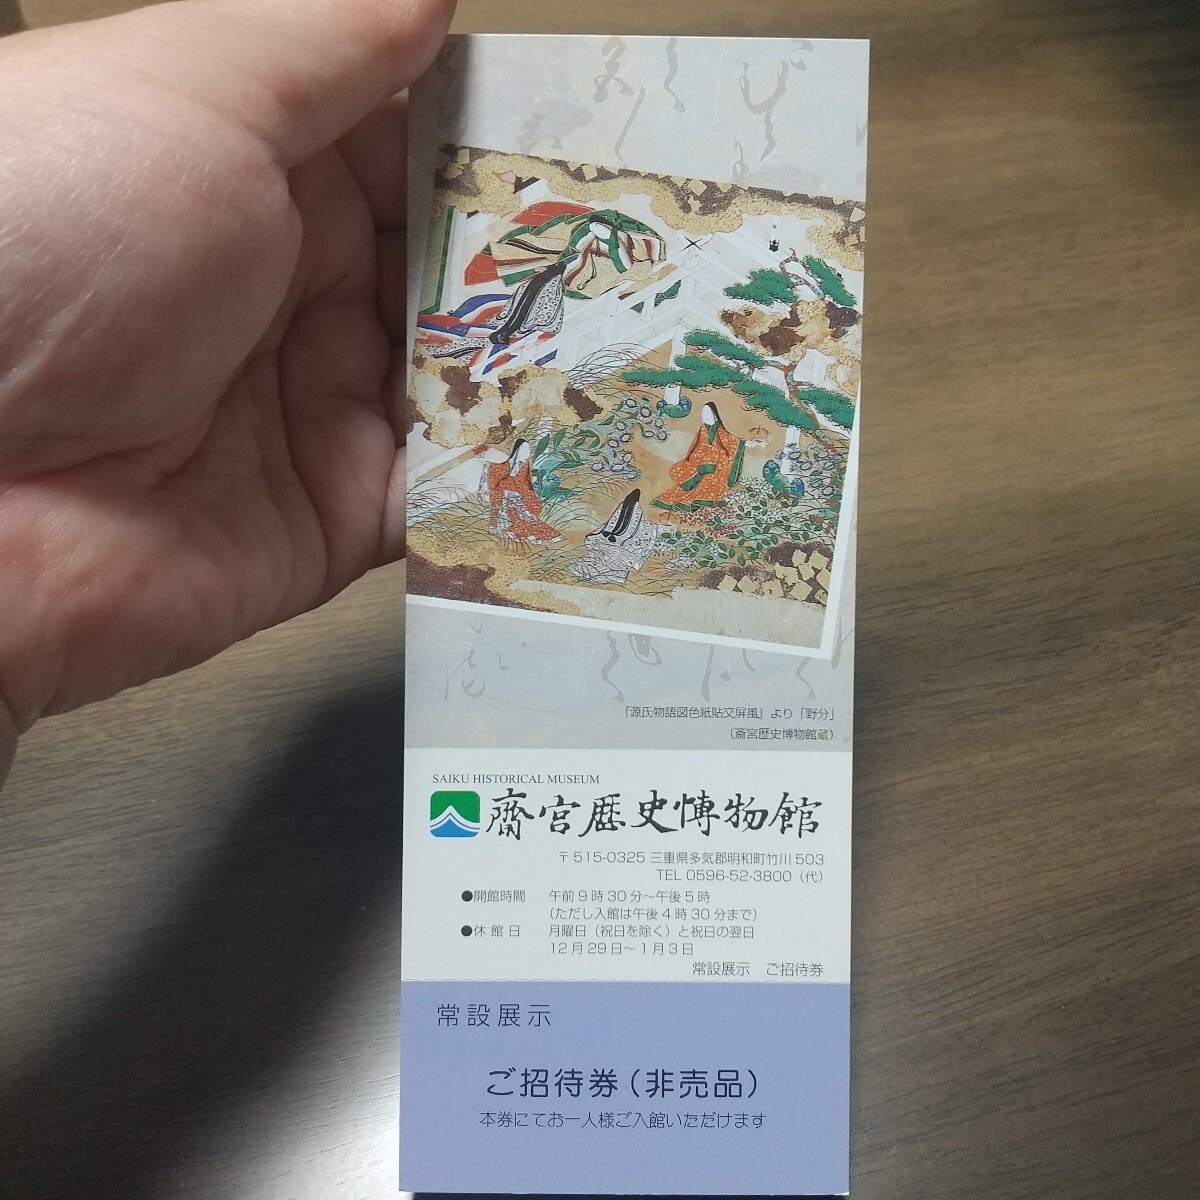 『源氏物語図色紙貼交屏風』より「野分」
(斎宮歴史博物館蔵)
SAIKU HISTORICAL MUSEUM
齋宮歴史博物館
〒515-0325 三重県多気郡明和町竹川503
TEL 0596-52-3800（代）
●開館時間 午前9時30分～午後5時
（ただし入館は午後4時30分まで）
●休館日 月曜日（祝日を除く）と祝日の翌日
12月29日～1月3日
常設展示 ご招待券
常設展示
ご招待券（非売品）
本券にてお一人様ご入館いただけます